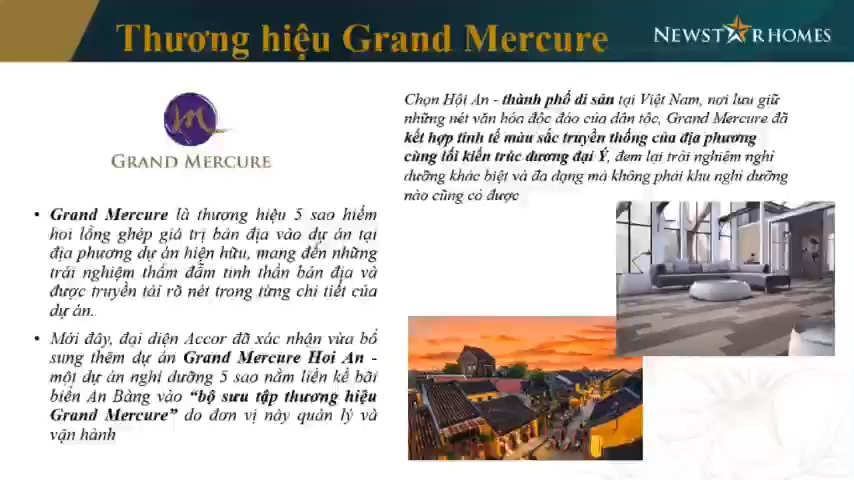 Thương hiệu Grand Mercure
NEWSTARHOMES
GRAND MERCURE
• Grand Mercure là thương hiệu 5 sao hiếm
hoi lồng ghép giá trị bản địa vào dự án tại
địa phương dự án hiện hữu, mang đến những
trải nghiệm thấm đẫm tinh thần bản địa và
được truyền tải rõ nét trong từng chi tiết của
dự án.
• Mới đây, đại diện Accor đã xác nhận vừa bổ
sung thêm dự án Grand Mercure Hoi An -
một dự án nghỉ dưỡng 5 sao nằm liền kề bãi
biển An Bàng vào “bộ sưu tập thương hiệu
Grand Mercure” do đơn vị này quản lý và
vận hành
Chọn Hội An - thành phố di sản tại Việt Nam, nơi lưu giữ
những nét văn hóa độc đáo của dân tộc, Grand Mercure đã
kết hợp tinh tế màu sắc truyền thống của địa phương
cùng lối kiến trúc đương đại Ý, đem lại trải nghiệm nghỉ
dưỡng khác biệt và đa dạng mà không phải khu nghỉ dưỡng
nào cũng có được